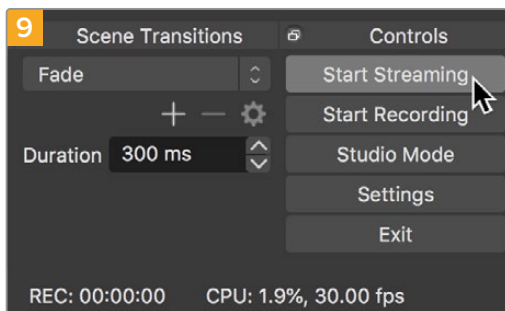 9
Scene Transitions
Controls
Fade
Start Streaming
Start Recording
Duration 300 ms
Studio Mode
Settings
Exit
REC: 00:00:00 CPU: 1.9%, 30.00 fps